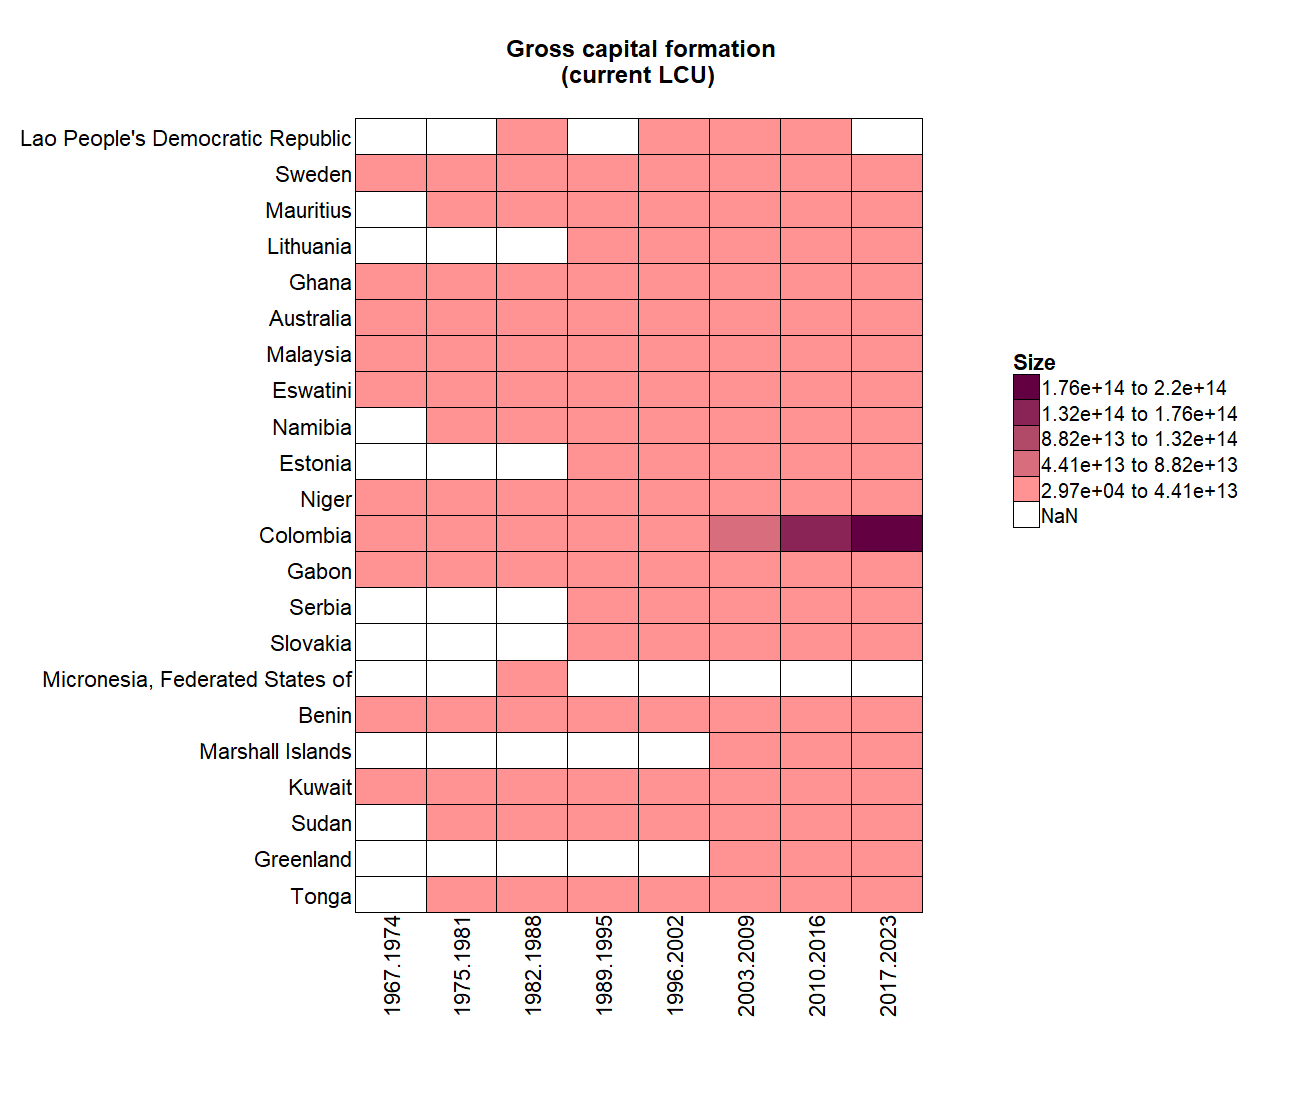 Gross capital formation
(current LCU)
Lao People's Democratic Republic
Sweden
Mauritius
Lithuania
Ghana
Australia
Malaysia
Eswatini
Namibia
Estonia
Niger
Colombia
Gabon
Serbia
Slovakia
Micronesia, Federated States of
Benin
Marshall Islands
Kuwait
Sudan
Greenland
Tonga
1967.1974
1975.1981
1982.1988
1989.1995
1996.2002
2003.2009
2010.2016
2017.2023
Size
1.76e+14 to 2.2e+14
1.32e+14 to 1.76e+14
8.82e+13 to 1.32e+14
4.41e+13 to 8.82e+13
2.97e+04 to 4.41e+13
NaN